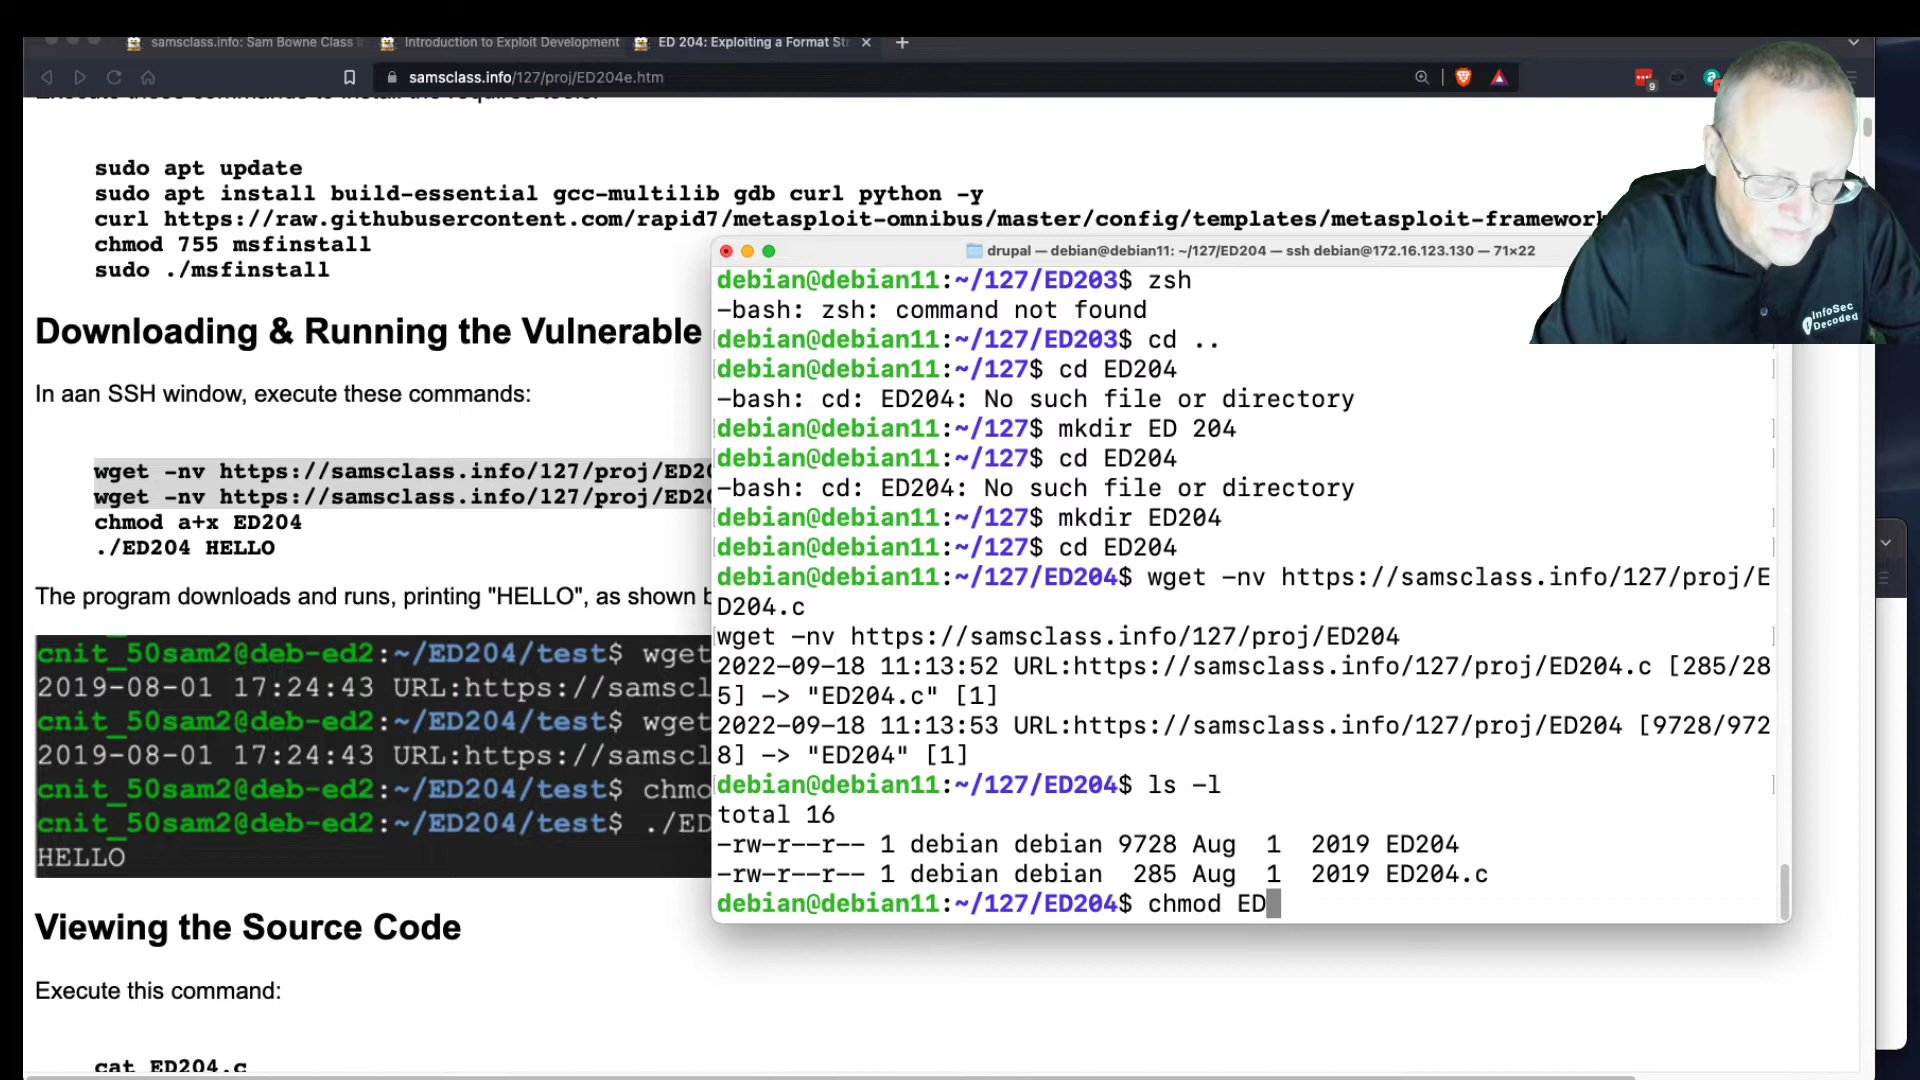 samsclass.info: Sam Bowne Class
Introduction to Exploit Development
ED 204: Exploiting a Format Str
samsclass.info/127/proj/ED204e.htm
9
sudo apt update
sudo apt install build-essential gcc-multilib gdb curl python -y
curl https://raw.githubusercontent.com/rapid7/metasploit-omnibus/master/config/templates/metasploit-framework
chmod 755 msfinstall
sudo ./msfinstall
Downloading & Running the Vulnerable
In aan SSH window, execute these commands:
wget -nv https://samsclass.info/127/proj/ED20
wget -nv https://samsclass.info/127/proj/ED20
chmod a+x ED204
./ED204 HELLO
The program downloads and runs, printing "HELLO", as shown b
cnit_50sam2@deb-ed2:~/ED204/test$ wget
2019-08-01 17:24:43 URL:https://samscl
cnit_50sam2@deb-ed2:~/ED204/test$ wget
2019-08-01 17:24:43 URL:https://samscl
cnit_50sam2@deb-ed2:~/ED204/test$ chmo
cnit_50sam2@deb-ed2:~/ED204/test$ ./ED
HELLO
Viewing the Source Code
Execute this command:
cat ED204.c
drupal — debian@debian11: ~/127/ED204 — ssh debian@172.16.123.130 — 71×22
debian@debian11:~/127/ED203$ zsh
-bash: zsh: command not found
debian@debian11:~/127/ED203$ cd ..
debian@debian11:~/127$ cd ED204
-bash: cd: ED204: No such file or directory
debian@debian11:~/127$ mkdir ED 204
debian@debian11:~/127$ cd ED204
-bash: cd: ED204: No such file or directory
debian@debian11:~/127$ mkdir ED204
debian@debian11:~/127$ cd ED204
debian@debian11:~/127/ED204$ wget -nv https://samsclass.info/127/proj/E
D204.c
wget -nv https://samsclass.info/127/proj/ED204
2022-09-18 11:13:52 URL:https://samsclass.info/127/proj/ED204.c [285/28
5] -> "ED204.c" [1]
2022-09-18 11:13:53 URL:https://samsclass.info/127/proj/ED204 [9728/972
8] -> "ED204" [1]
debian@debian11:~/127/ED204$ ls -l
total 16
-rw-r--r-- 1 debian debian 9728 Aug  1  2019 ED204
-rw-r--r-- 1 debian debian  285 Aug  1  2019 ED204.c
debian@debian11:~/127/ED204$ chmod ED
InfoSec
Decoded